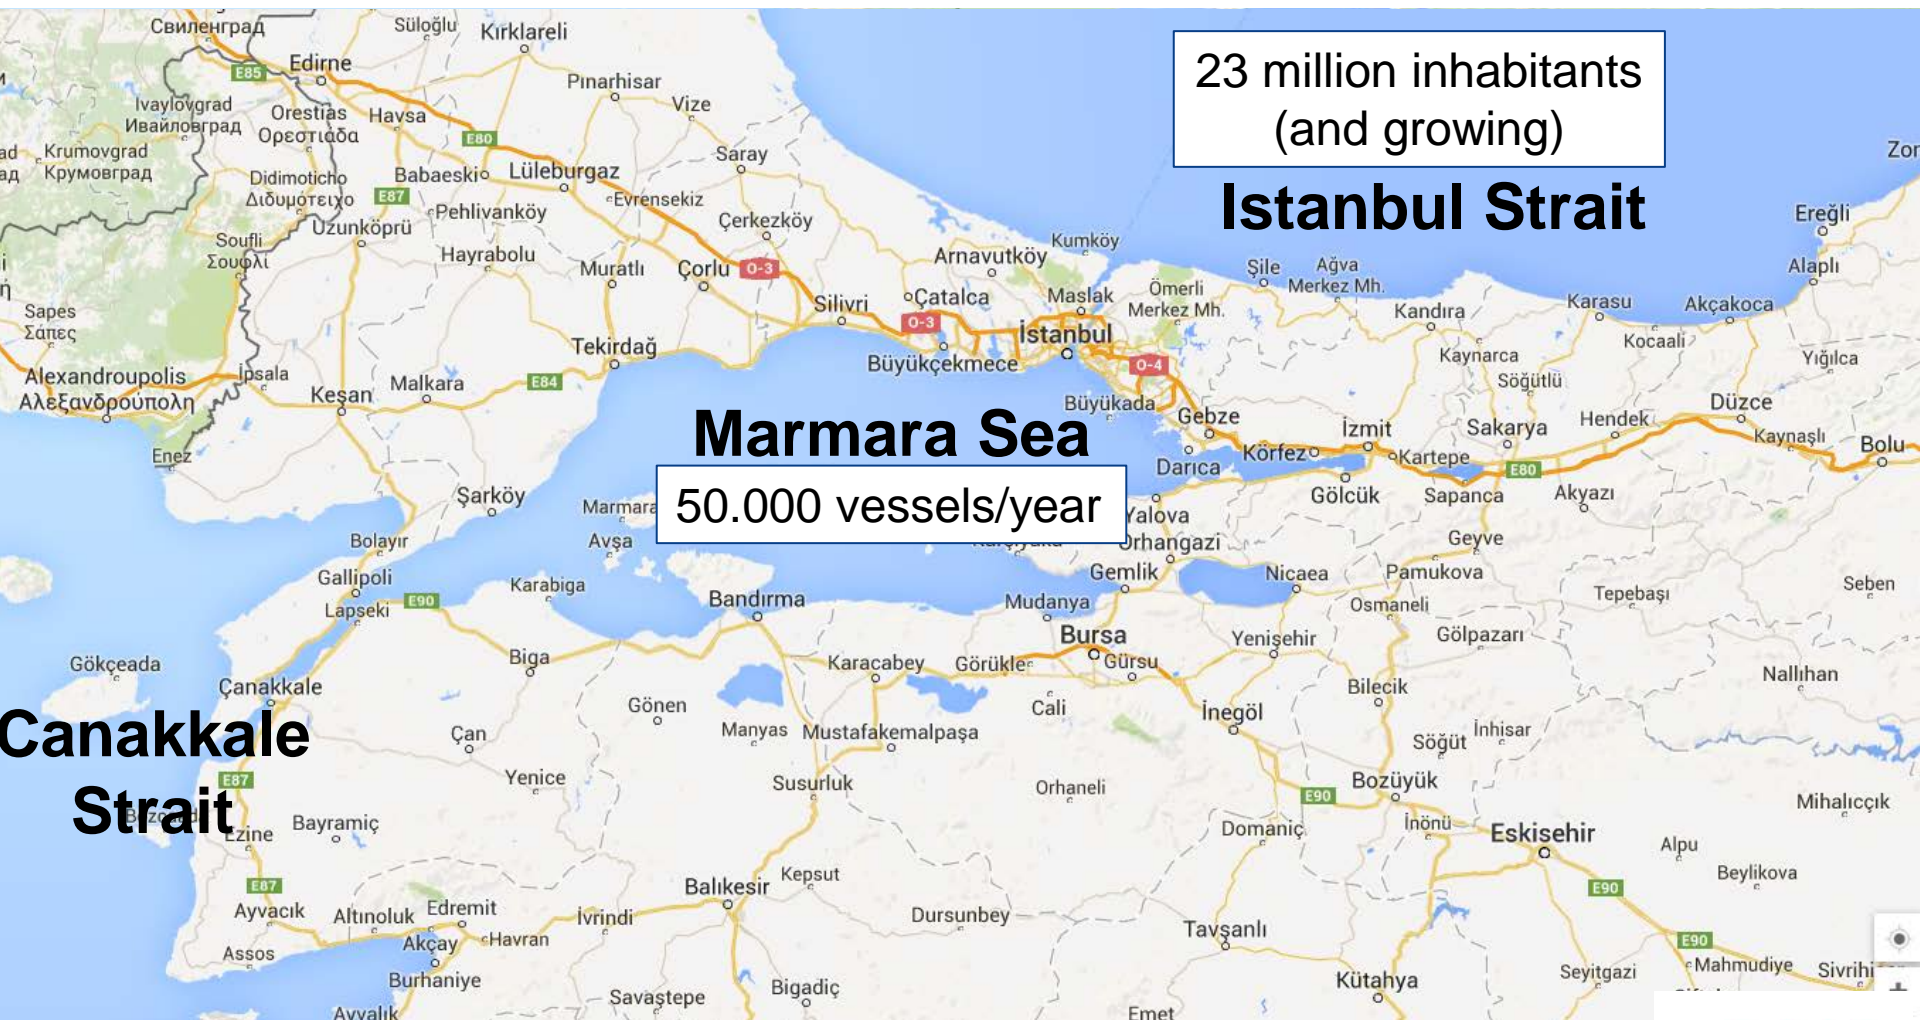 Свиленград
Süloğlu
Kırklareli
23 million inhabitants
(and growing)
Edirne
E85
Pınarhisar
Ivaylovgrad
Ивайловград
Orestias
Ορεστιάδα
Havsa
Vize
E80
Krumovgrad
Крумовград
Saray
Zor
Didimoticho
Διδυμότειχο
E87
Babaeski
Lüleburgaz
Evrensekiz
Istanbul Strait
Pehlivanköy
Çerkezköy
Uzunköprü
Ereğli
Soufli
Σουφλί
Hayrabolu
Muratlı
Çorlu
O-3
Arnavutköy
Kumköy
Şile
Ağva
Merkez Mh.
Alaplı
Sapes
Σάπες
Silivri
Çatalca
Maslak
Ömerli
Merkez Mh.
Kandıra
Karasu
Akçakoca
O-3
İstanbul
Kocaali
Tekirdağ
Büyükçekmece
O-4
Kaynarca
Yığılca
Alexandroupolis
Αλεξανδρούπολη
İpsala
Keşan
Malkara
E84
Söğütlü
Büyükada
Gebze
Düzce
Marmara Sea
İzmit
Sakarya
Hendek
Kaynaşlı
Bolu
Enez
Darıca
Körfez
Kartepe
E80
Şarköy
Marmara
50.000 vessels/year
Gölcük
Sapanca
Akyazı
Yalova
Bolayır
Avşa
Orhangazi
Geyve
Gallipoli
Karabiga
Gemlik
Nicaea
Pamukova
Seben
Lapseki
E90
Bandırma
Mudanya
Osmaneli
Tepebaşı
Bursa
Yenişehir
Gölpazarı
Gökçeada
Biga
Karacabey
Görükle
Gürsu
Nallıhan
Çanakkale
Gönen
Cali
Bilecik
İnegöl
Canakkale
Strait
Çan
Manyas
Mustafakemalpaşa
Söğüt
İnhisar
E87
Yenice
Susurluk
Orhaneli
E90
Bozüyük
Mihalıcçık
Ezine
Bayramiç
Domaniç
İnönü
Eskisehir
Alpu
E87
Balıkesir
Kepsut
E90
Beylikova
Ayvacık
Altınoluk
Edremit
İvrindi
Dursunbey
Tavşanlı
Akçay
Havran
E90
Assos
Burhaniye
Mahmudiye
Sivrihi
Savaştepe
Bigadiç
Kütahya
Seyitgazi
Ayvalık
Emet